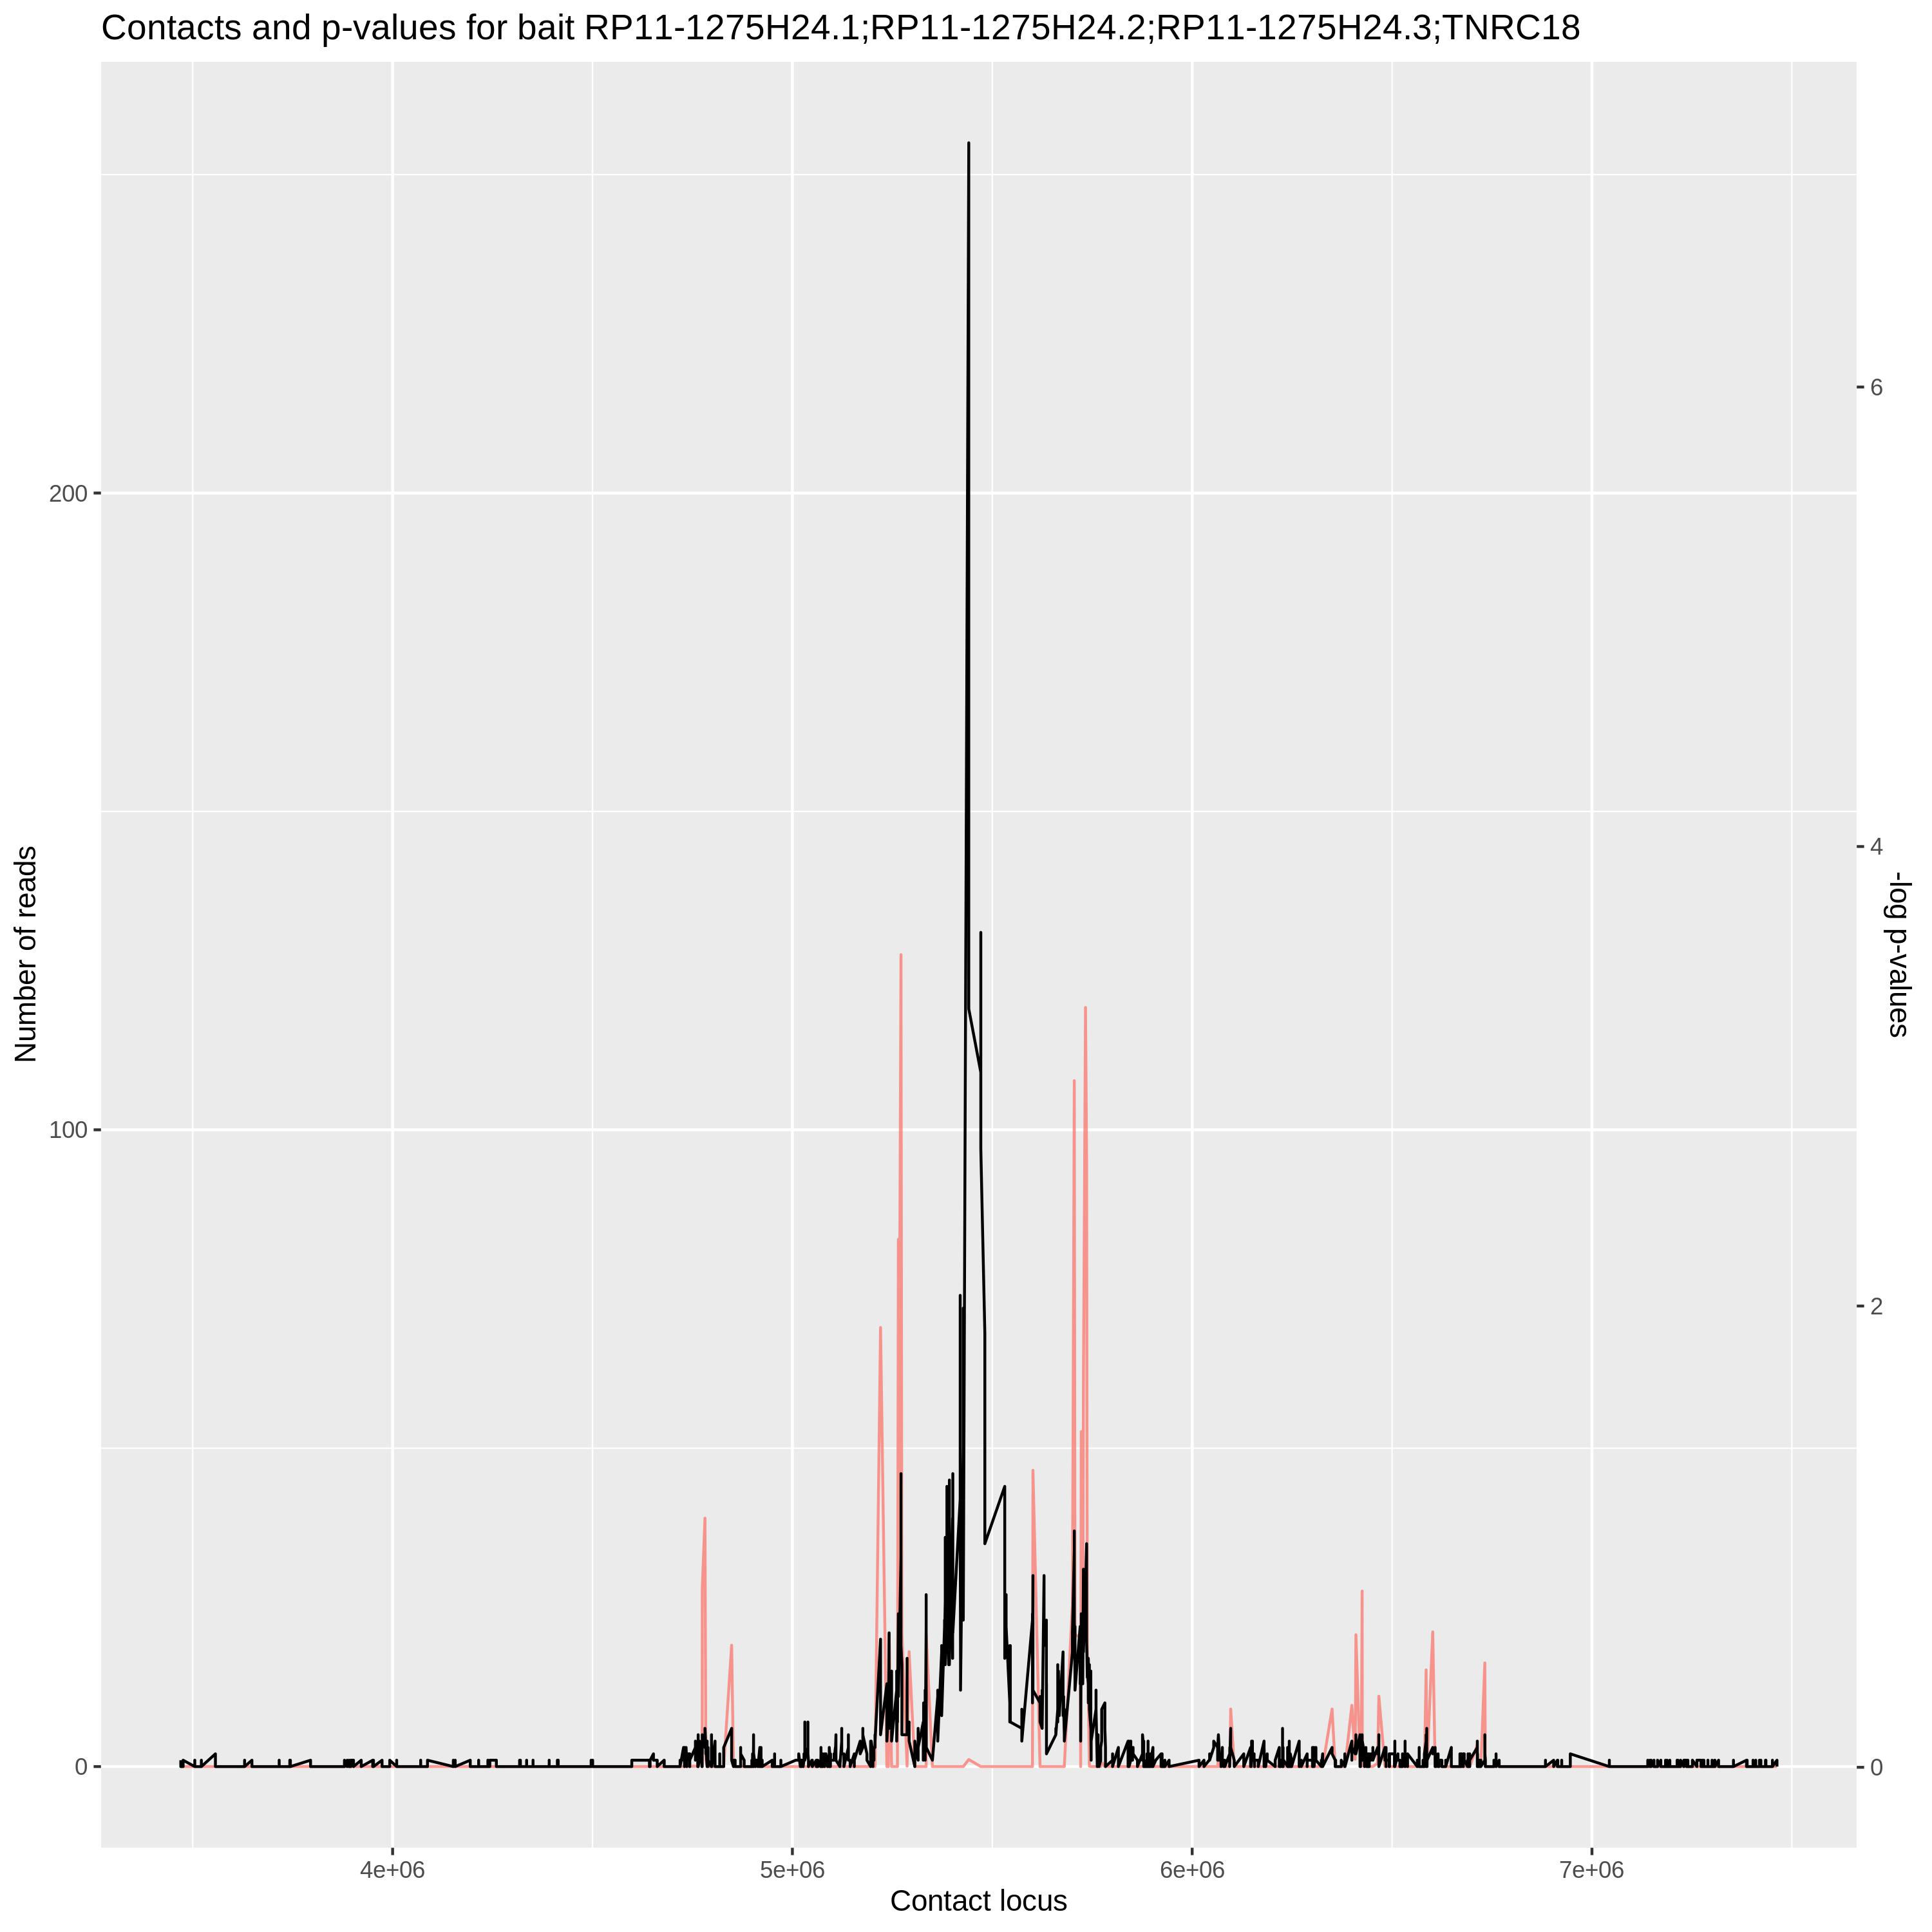 Contacts and p-values for bait RP11-1275H24.1;RP11-1275H24.2;RP11-1275H24.3;TNRC18
Number of reads
200
100
0
6
4
2
0
-log p-values
4e+06
5e+06
6e+06
7e+06
Contact locus